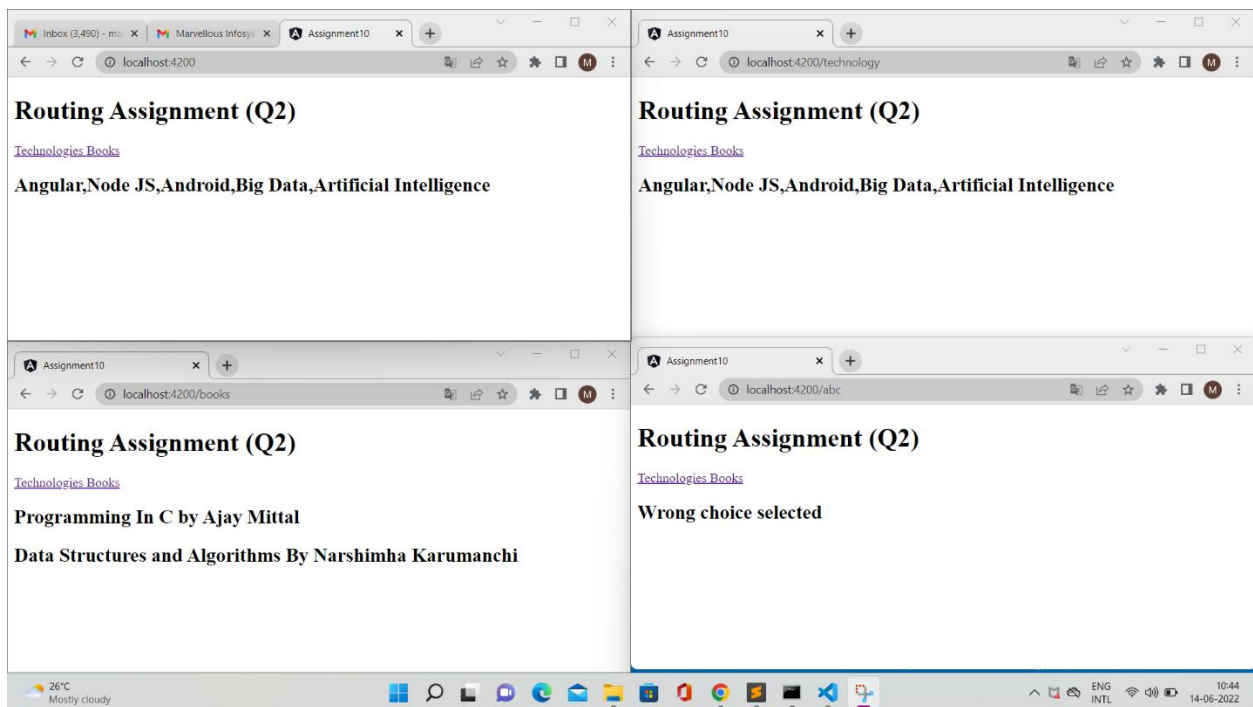 Inbox (3,490) - ma
Marvellous Infosys
Assignment10
localhost:4200
Routing Assignment (Q2)
Technologies Books
Angular,Node JS,Android,Big Data,Artificial Intelligence
Assignment10
localhost:4200/technology
M
Routing Assignment (Q2)
Technologies Books
Angular,Node JS,Android,Big Data,Artificial Intelligence
Assignment10
localhost:4200/books
M
Routing Assignment (Q2)
Technologies Books
Programming In C by Ajay Mittal
Data Structures and Algorithms By Narshimha Karumanchi
Assignment10
localhost:4200/abc
M
Routing Assignment (Q2)
Technologies Books
Wrong choice selected
26°C
Mostly cloudy
ENG
INTL
10:44
14-06-2022